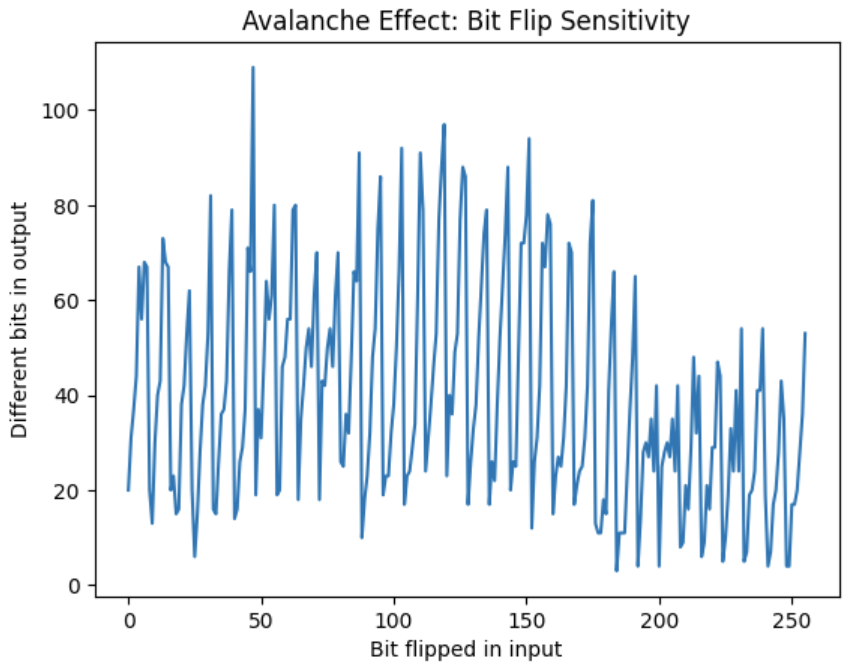 Avalanche Effect: Bit Flip Sensitivity
Different bits in output
100
80
60
40
20
0
0 50 100 150 200 250
Bit flipped in input